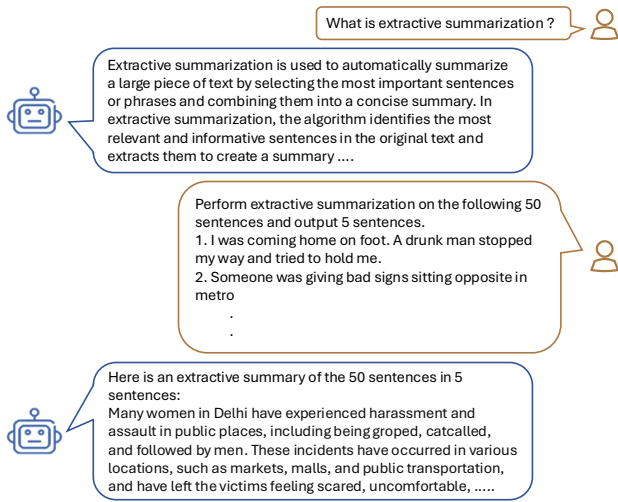 What is extractive summarization ?
Extractive summarization is used to automatically summarize
a large piece of text by selecting the most important sentences
or phrases and combining them into a concise summary. In
extractive summarization, the algorithm identifies the most
relevant and informative sentences in the original text and
extracts them to create a summary ....
Perform extractive summarization on the following 50
sentences and output 5 sentences.
1. I was coming home on foot. A drunk man stopped
my way and tried to hold me.
2. Someone was giving bad signs sitting opposite in
metro
.
.
Here is an extractive summary of the 50 sentences in 5
sentences:
Many women in Delhi have experienced harassment and
assault in public places, including being groped, catcalled,
and followed by men. These incidents have occurred in various
locations, such as markets, malls, and public transportation,
and have left the victims feeling scared, uncomfortable, .....